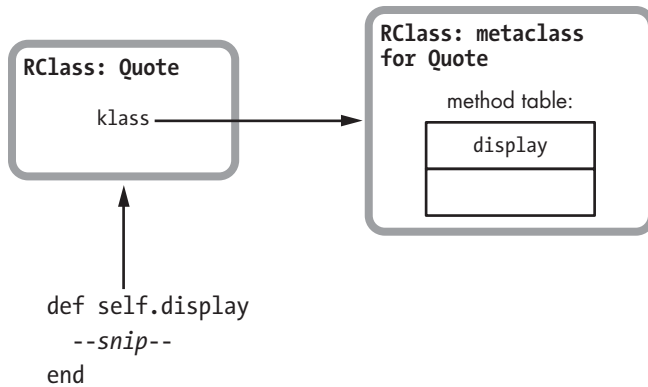 RClass: Quote
klass
RClass: metaclass
for Quote
method table:
display
def self.display
--snip--
end